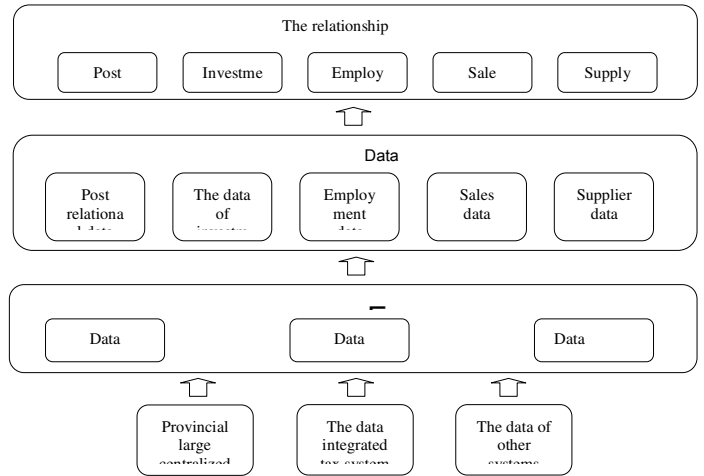 The relationship
Post Investme Employ Sale Supply
Data
Post The data Employ Sales Supplier
relationa of ment data data
Data Data Data
Provincial The data The data of
large integrated other